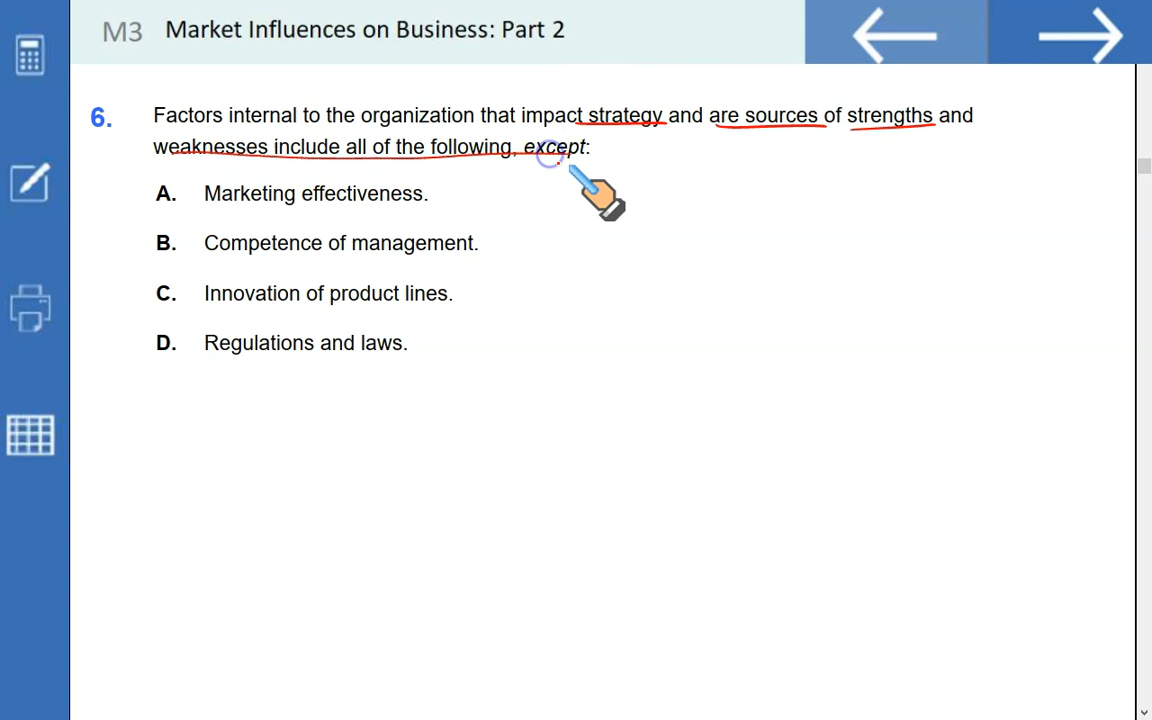 M3 Market Influences on Business: Part 2
6. Factors internal to the organization that impact strategy and are sources of strengths and
weaknesses include all of the following, except:
A. Marketing effectiveness.
B. Competence of management.
C. Innovation of product lines.
D. Regulations and laws.